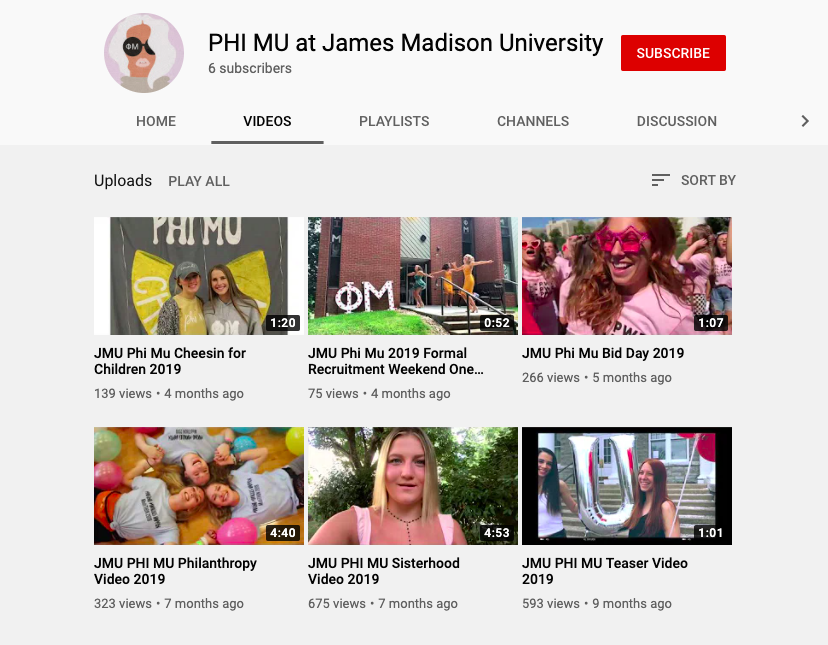 ΦM
PHI MU at James Madison University
6 subscribers
SUBSCRIBE
HOME
VIDEOS
PLAYLISTS
CHANNELS
DISCUSSION
Uploads
PLAY ALL
SORT BY
PHI MU
1:20
ΦM
0:52
1:07
JMU Phi Mu Cheesin for
Children 2019
139 views • 4 months ago
JMU Phi Mu 2019 Formal
Recruitment Weekend One...
75 views • 4 months ago
JMU Phi Mu Bid Day 2019
266 views • 5 months ago
4:40
4:53
U
1:01
JMU PHI MU Philanthropy
Video 2019
323 views • 7 months ago
JMU PHI MU Sisterhood
Video 2019
675 views • 7 months ago
JMU PHI MU Teaser Video
2019
593 views • 9 months ago